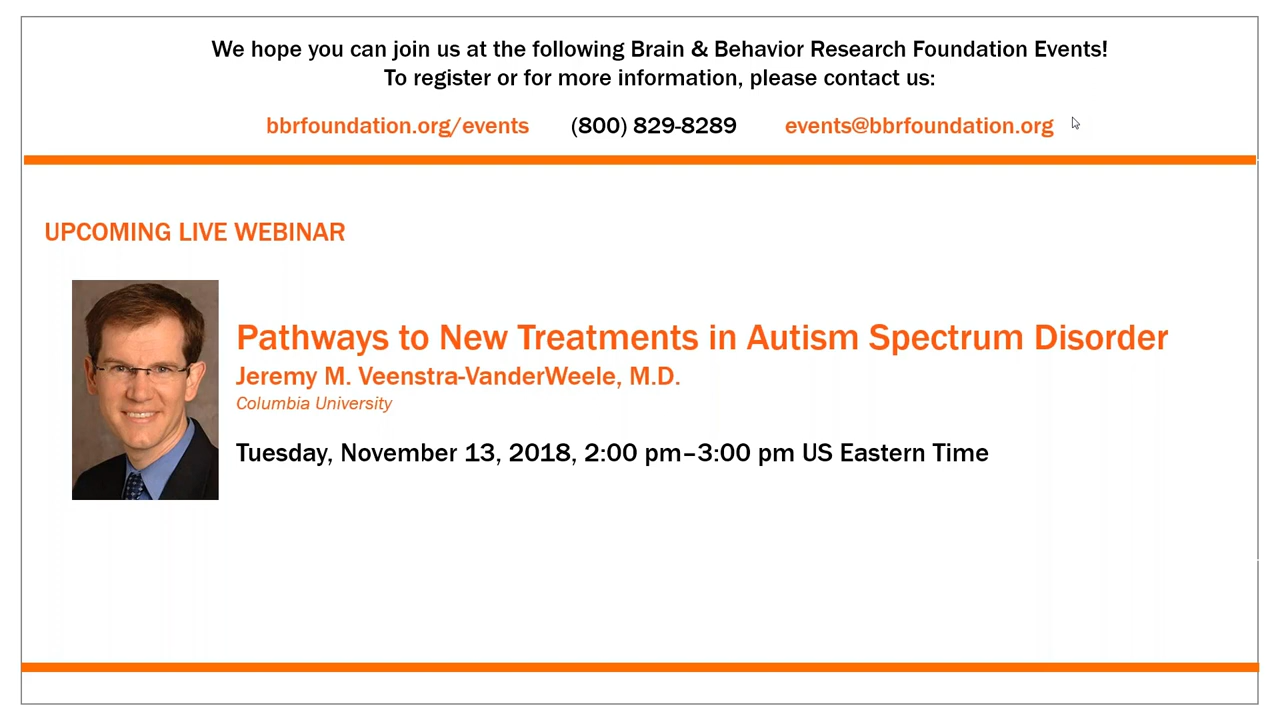 We hope you can join us at the following Brain & Behavior Research Foundation Events!
To register or for more information, please contact us:
bbrfoundation.org/events (800) 829-8289 events@bbrfoundation.org
UPCOMING LIVE WEBINAR
Pathways to New Treatments in Autism Spectrum Disorder
Jeremy M. Veenstra-VanderWeele, M.D.
Columbia University
Tuesday, November 13, 2018, 2:00 pm–3:00 pm US Eastern Time